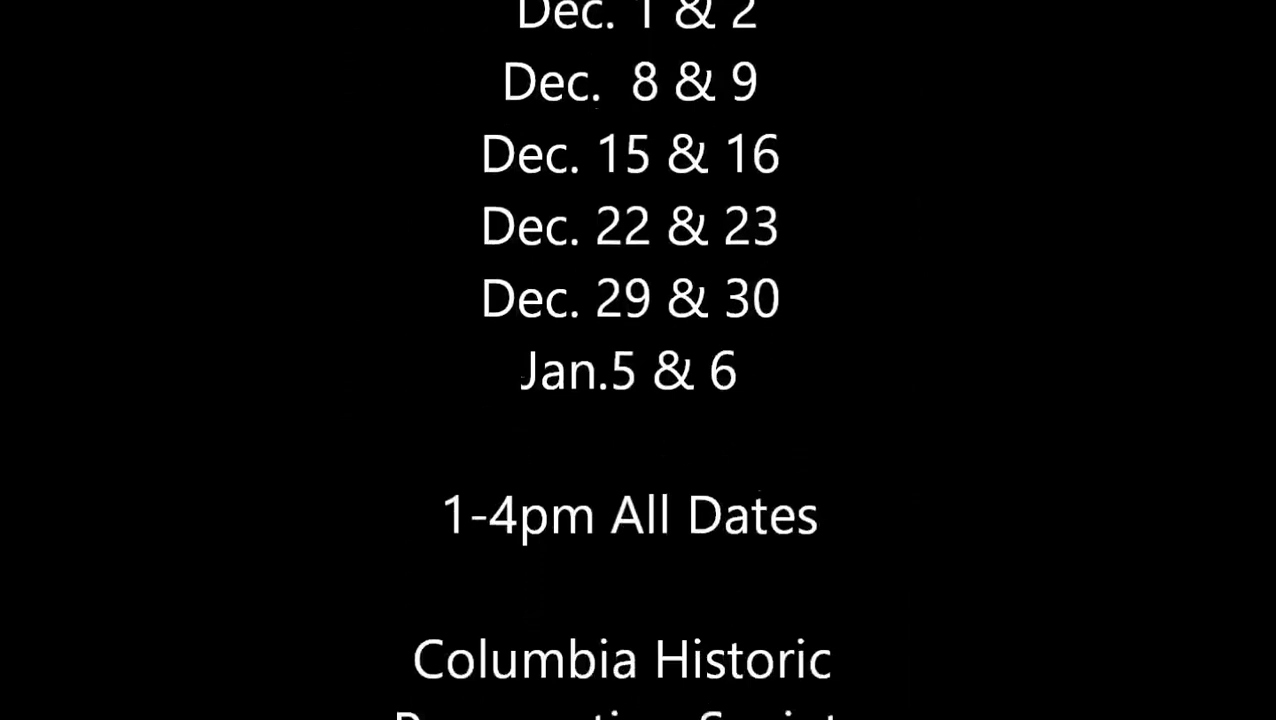 Dec. 1 & 2
Dec.  8 & 9
Dec. 15 & 16
Dec. 22 & 23
Dec. 29 & 30
Jan.5 & 6
1-4pm All Dates
Columbia Historic